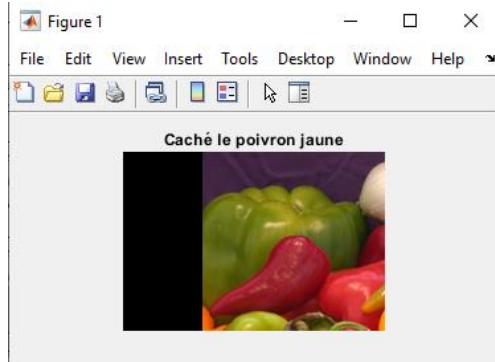 Figure 1
File Edit View Insert Tools Desktop Window Help
Caché le poivron jaune